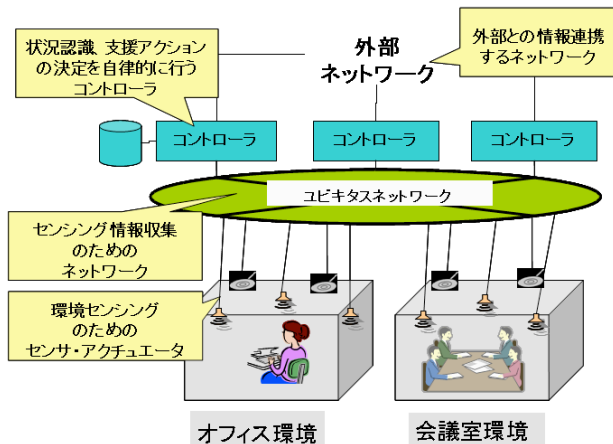 状況認識、支援アクション
の決定を自律的に行う
コントローラ
外部
ネットワーク
外部との情報連携
するネットワーク
コントローラ
コントローラ
コントローラ
ユビキタスネットワーク
センシング情報収集
のための
ネットワーク
環境センシング
のための
センサ・アクチュエータ
オフィス環境
会議室環境